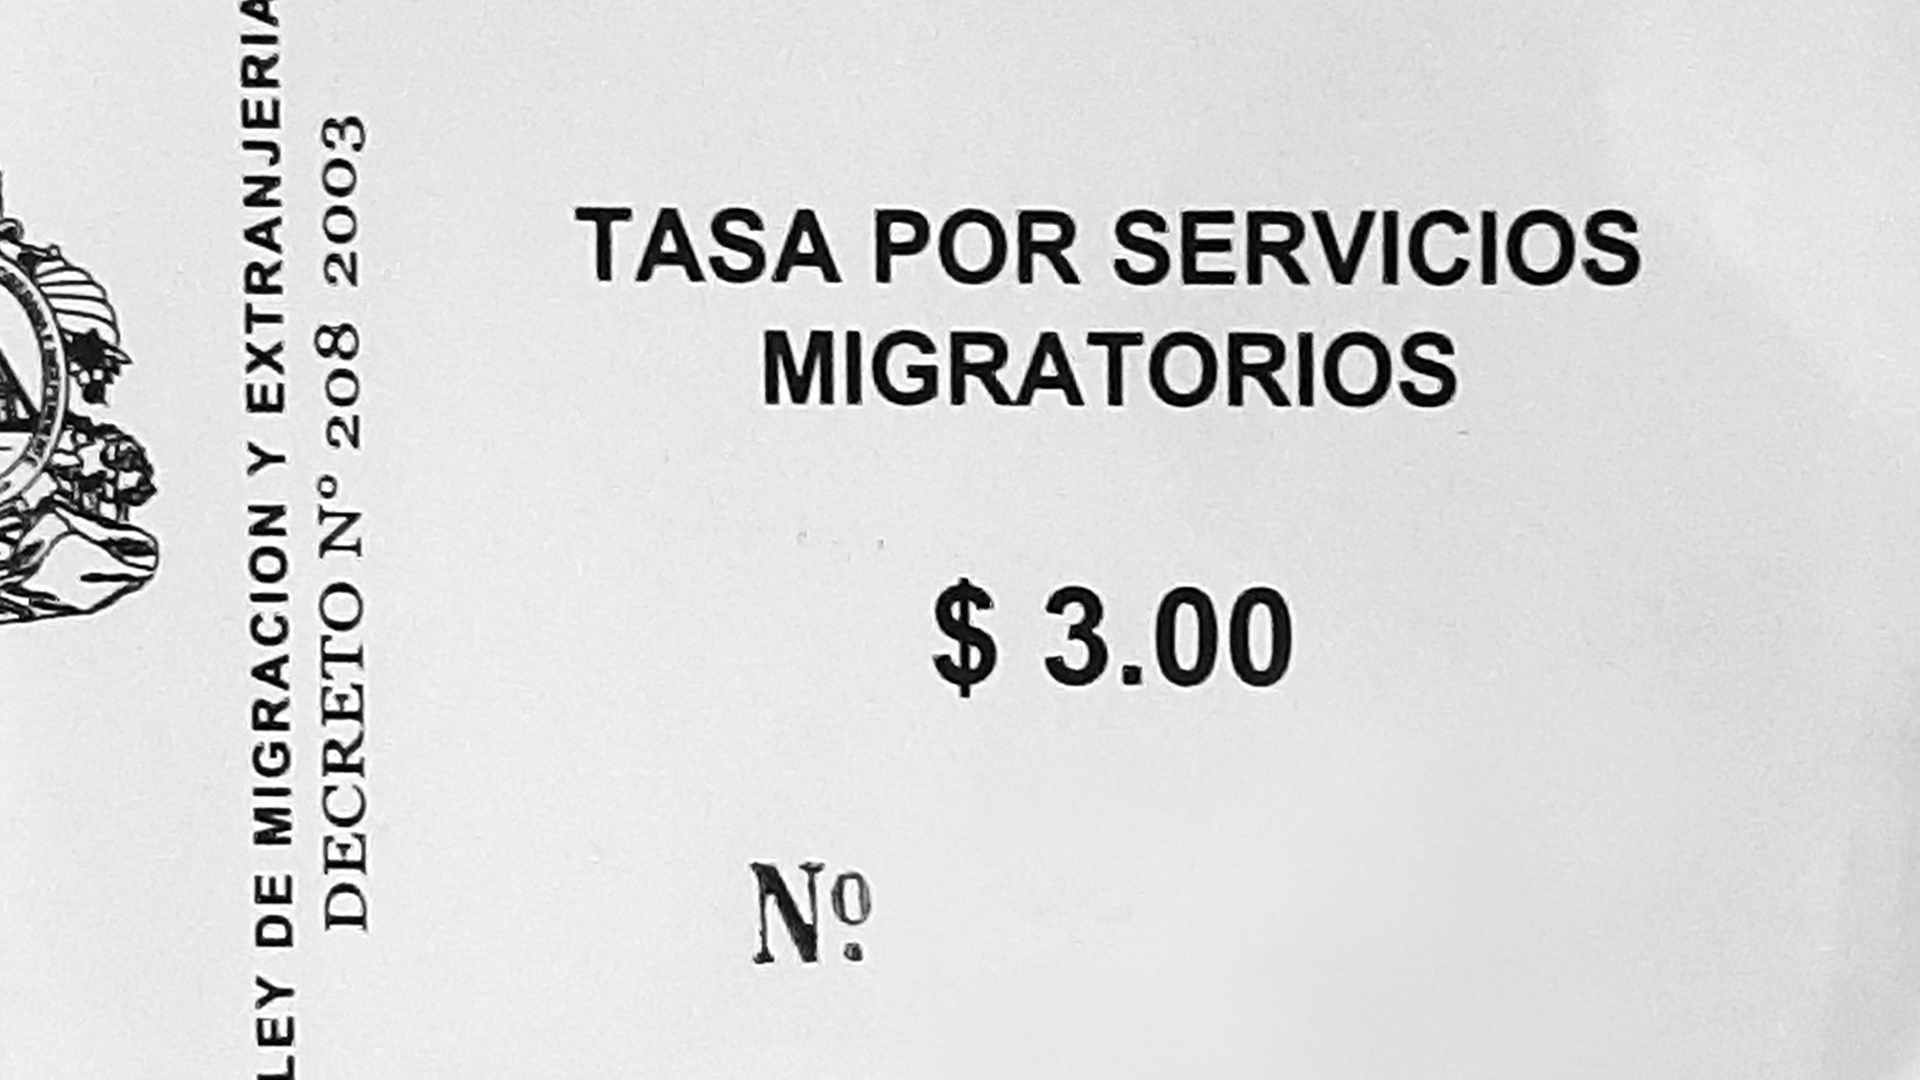 LEY DE MIGRACION Y EXTRANJERIA
DECRETO Nº 208 2003
TASA POR SERVICIOS
MIGRATORIOS
$ 3.00
Nº